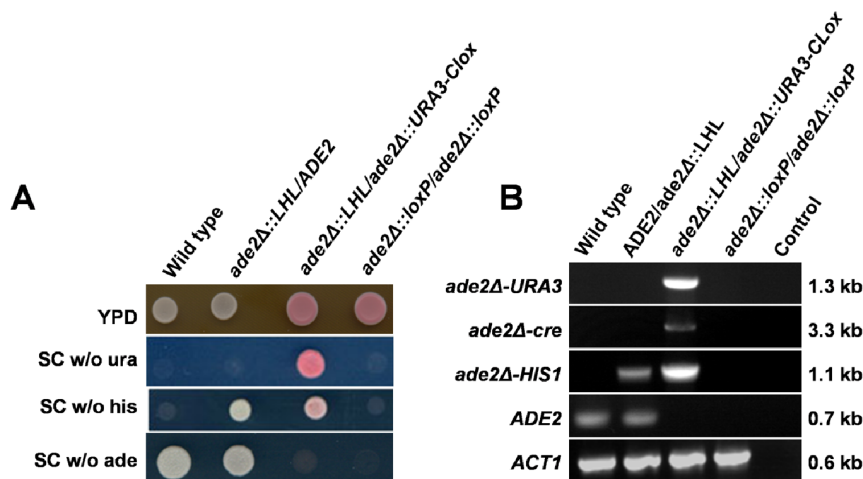 A
Wild type
ade2Δ::LHL/ADE2
ade2Δ::LHL/ade2Δ::URA3-Clox
ade2Δ::loxP/ade2Δ::loxP
YPD
SC w/o ura
SC w/o his
SC w/o ade
B
Wild type
ADE2/ade2Δ::LHL
ade2Δ::LHL/ade2Δ::URA3-CLox
ade2Δ::loxP/ade2Δ::loxP
Control
ade2Δ-URA3 1.3 kb
ade2Δ-cre 3.3 kb
ade2Δ-HIS1 1.1 kb
ADE2 0.7 kb
ACT1 0.6 kb